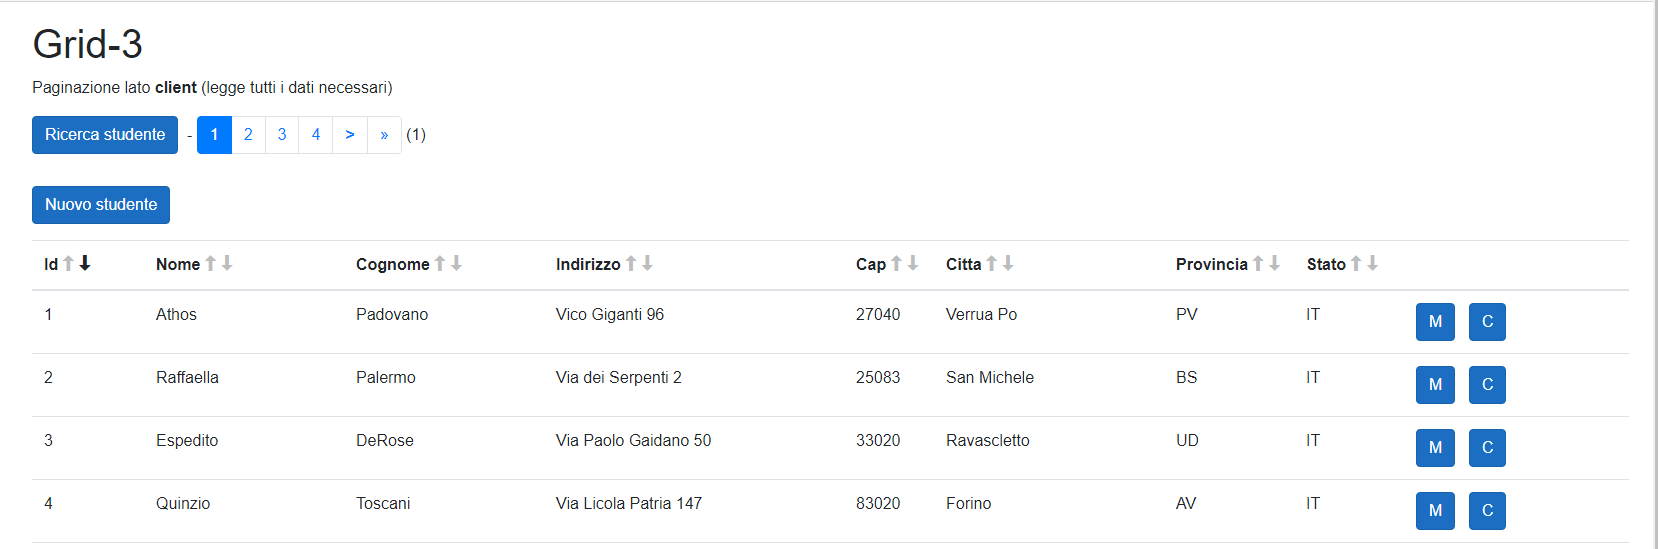 Grid-3
Paginazione lato client (legge tutti i dati necessari)
Ricerca studente - 1 2 3 4 > » (1)
Nuovo studente
Id Nome Cognome Indirizzo Cap Citta Provincia Stato
1 Athos Padovano Vico Giganti 96 27040 Verrua Po PV IT M C
2 Raffaella Palermo Via dei Serpenti 2 25083 San Michele BS IT M C
3 Espedito DeRose Via Paolo Gaidano 50 33020 Ravascletto UD IT M C
4 Quinzio Toscani Via Licola Patria 147 83020 Forino AV IT M C